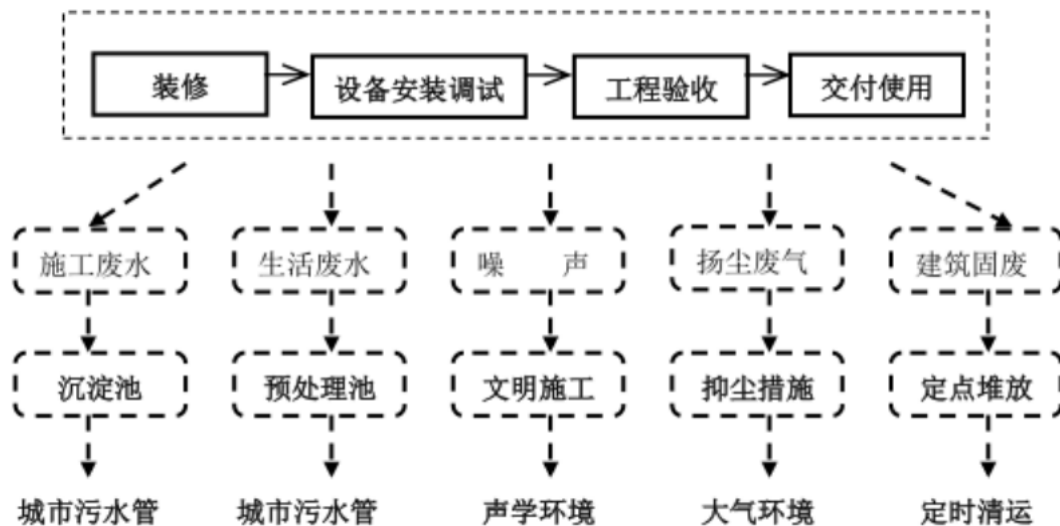 装修 设备安装调试 工程验收 交付使用
施工废水 生活废水 噪 声 扬尘废气 建筑固废
沉淀池 预处理池 文明施工 抑尘措施 定点堆放
城市污水管 城市污水管 声学环境 大气环境 定时清运